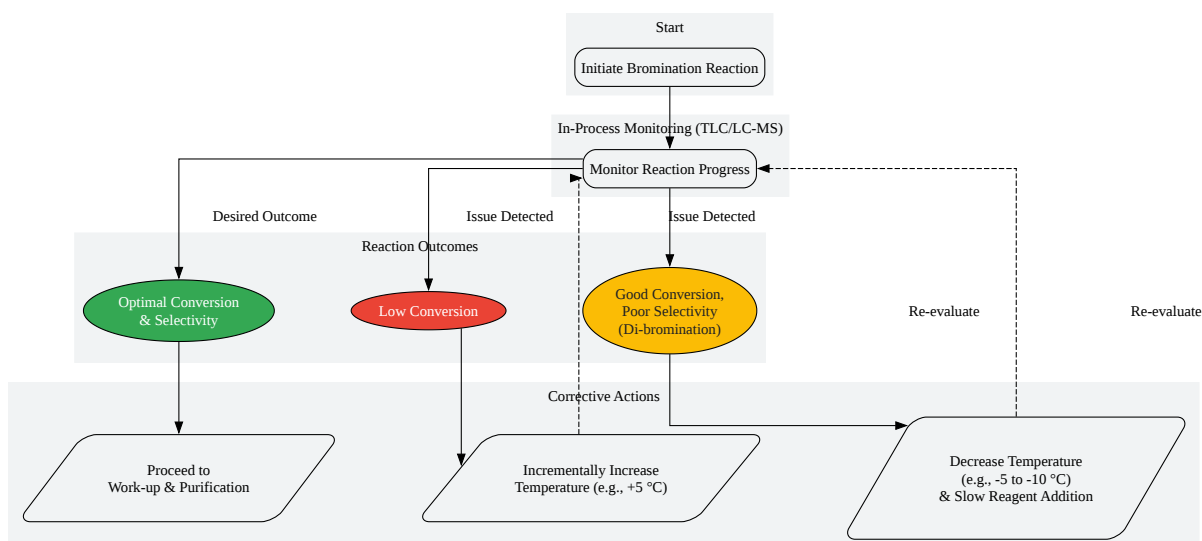 Start
Initiate Bromination Reaction
In-Process Monitoring (TLC/LC-MS)
Monitor Reaction Progress
Desired Outcome
Issue Detected
Issue Detected
Reaction Outcomes
Optimal Conversion
& Selectivity
Low Conversion
Good Conversion,
Poor Selectivity
(Di-bromination)
Re-evaluate
Re-evaluate
Corrective Actions
Proceed to
Work-up & Purification
Incrementally Increase
Temperature (e.g., +5 °C)
Decrease Temperature
(e.g., -5 to -10 °C)
& Slow Reagent Addition